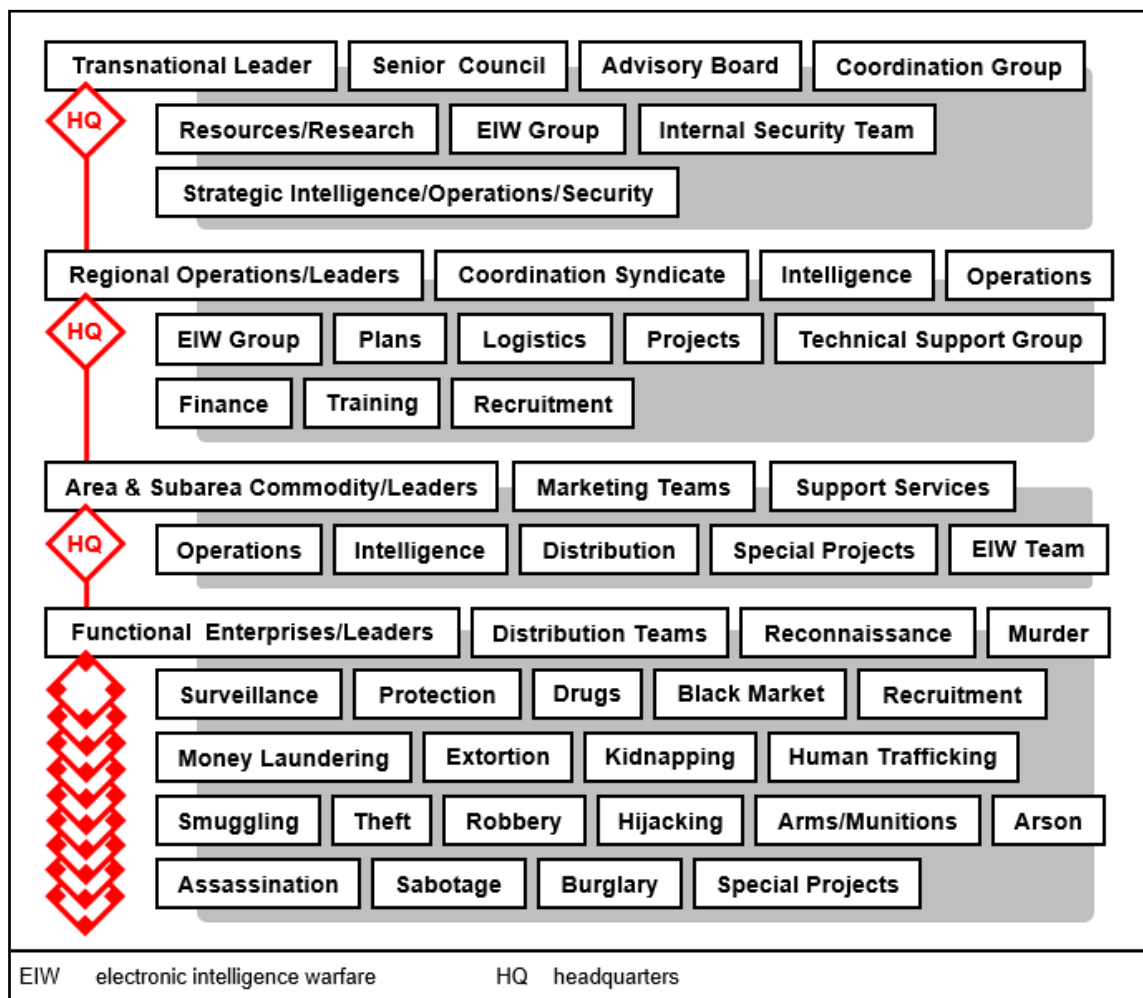 Transnational Leader Senior Council Advisory Board Coordination Group
HQ
Resources/Research EIW Group Internal Security Team
Strategic Intelligence/Operations/Security
Regional Operations/Leaders Coordination Syndicate Intelligence Operations
HQ
EIW Group Plans Logistics Projects Technical Support Group
Finance Training Recruitment
Area & Subarea Commodity/Leaders Marketing Teams Support Services
HQ
Operations Intelligence Distribution Special Projects EIW Team
Functional Enterprises/Leaders Distribution Teams Reconnaissance Murder
Surveillance Protection Drugs Black Market Recruitment
Money Laundering Extortion Kidnapping Human Trafficking
Smuggling Theft Robbery Hijacking Arms/Munitions Arson
Assassination Sabotage Burglary Special Projects
EIW electronic intelligence warfare HQ headquarters